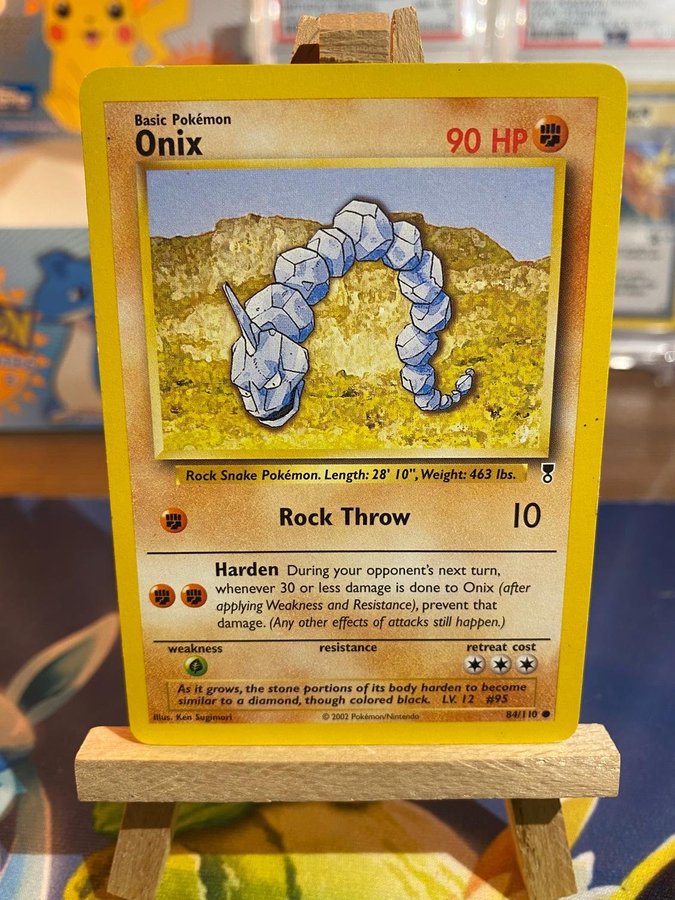 Basic Pokémon
Onix
90 HP
Rock Snake Pokémon. Length: 28' 10", Weight: 463 lbs.
Rock Throw 10
Harden During your opponent's next turn,
whenever 30 or less damage is done to Onix (after
applying Weakness and Resistance), prevent that
damage. (Any other effects of attacks still happen.)
weakness resistance retreat cost
As it grows, the stone portions of its body harden to become
similar to a diamond, though colored black. LV. 12 #95
Illus. Ken Sugimori © 2002 Pokémon/Nintendo 84/110